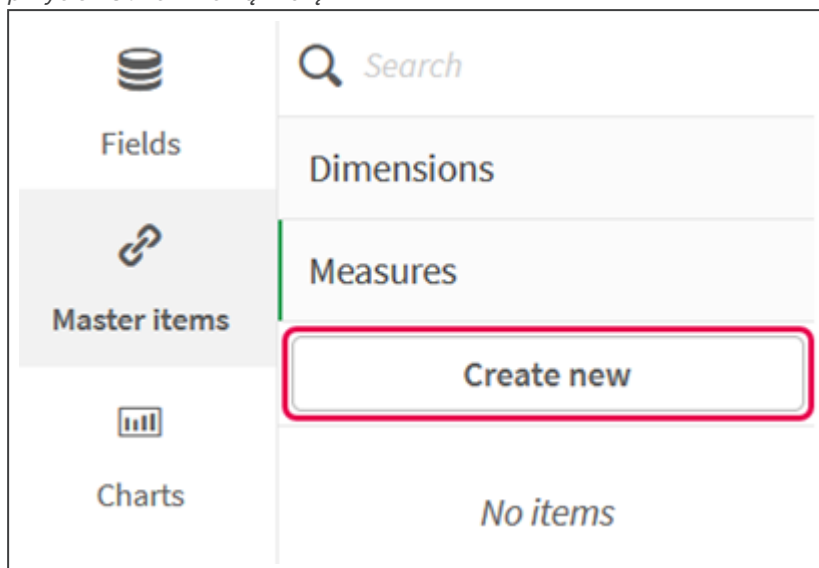 Search
Fields
Dimensions
Measures
Master items
Create new
Charts
No items